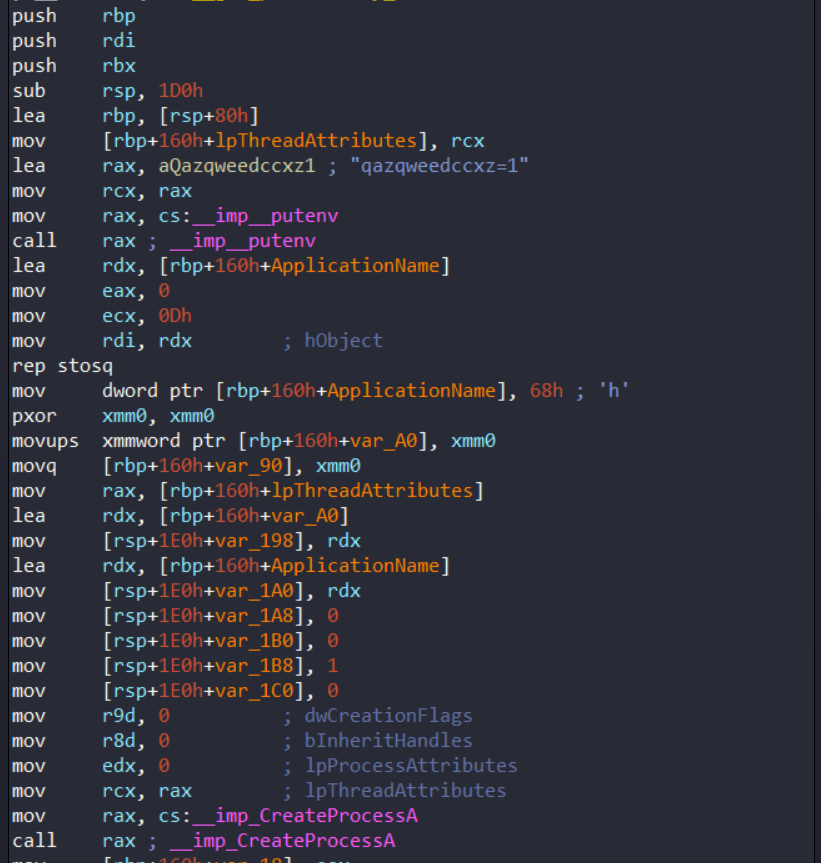 push rbp
push rdi
push rbx
sub rsp, 1D0h
lea rbp, [rsp+80h]
mov [rbp+160h+lpThreadAttributes], rcx
lea rax, aQazqweedccxz1 ; "qazqweedccxz=1"
mov rcx, rax
mov rax, cs:__imp__putenv
call rax ; __imp__putenv
lea rdx, [rbp+160h+ApplicationName]
mov eax, 0
mov ecx, 0Dh
mov rdi, rdx ; hObject
rep stosq
mov dword ptr [rbp+160h+ApplicationName], 68h ; 'h'
pxor xmm0, xmm0
movups xmmword ptr [rbp+160h+var_A0], xmm0
movq [rbp+160h+var_90], xmm0
mov rax, [rbp+160h+lpThreadAttributes]
lea rdx, [rbp+160h+var_A0]
mov [rsp+1E0h+var_198], rdx
lea rdx, [rbp+160h+ApplicationName]
mov [rsp+1E0h+var_1A0], rdx
mov [rsp+1E0h+var_1A8], 0
mov [rsp+1E0h+var_1B0], 0
mov [rsp+1E0h+var_1B8], 1
mov [rsp+1E0h+var_1C0], 0
mov r9d, 0 ; dwCreationFlags
mov r8d, 0 ; bInheritHandles
mov edx, 0 ; lpProcessAttributes
mov rcx, rax ; lpThreadAttributes
mov rax, cs:__imp_CreateProcessA
call rax ; __imp_CreateProcessA